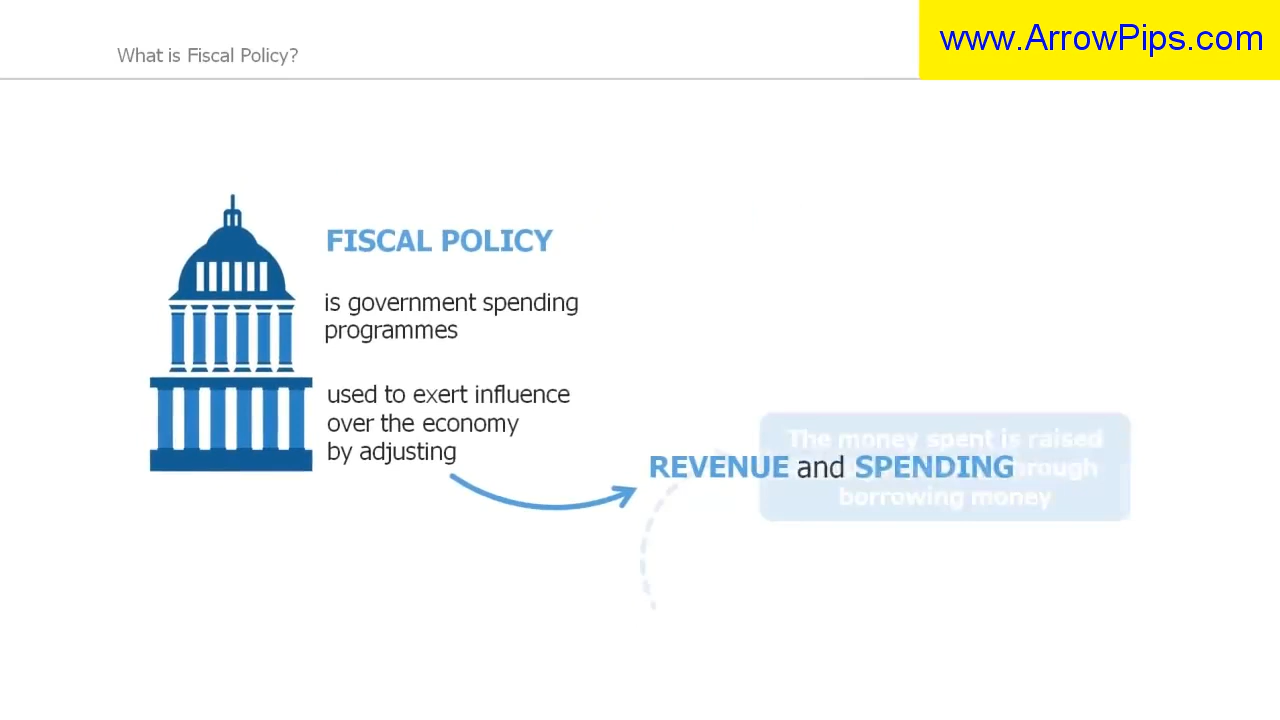 What is Fiscal Policy?
www.ArrowPips.com
FISCAL POLICY
is government spending
programmes
used to exert influence
over the economy
by adjusting
REVENUE and SPENDING
The money spent is raised
through
borrowing money